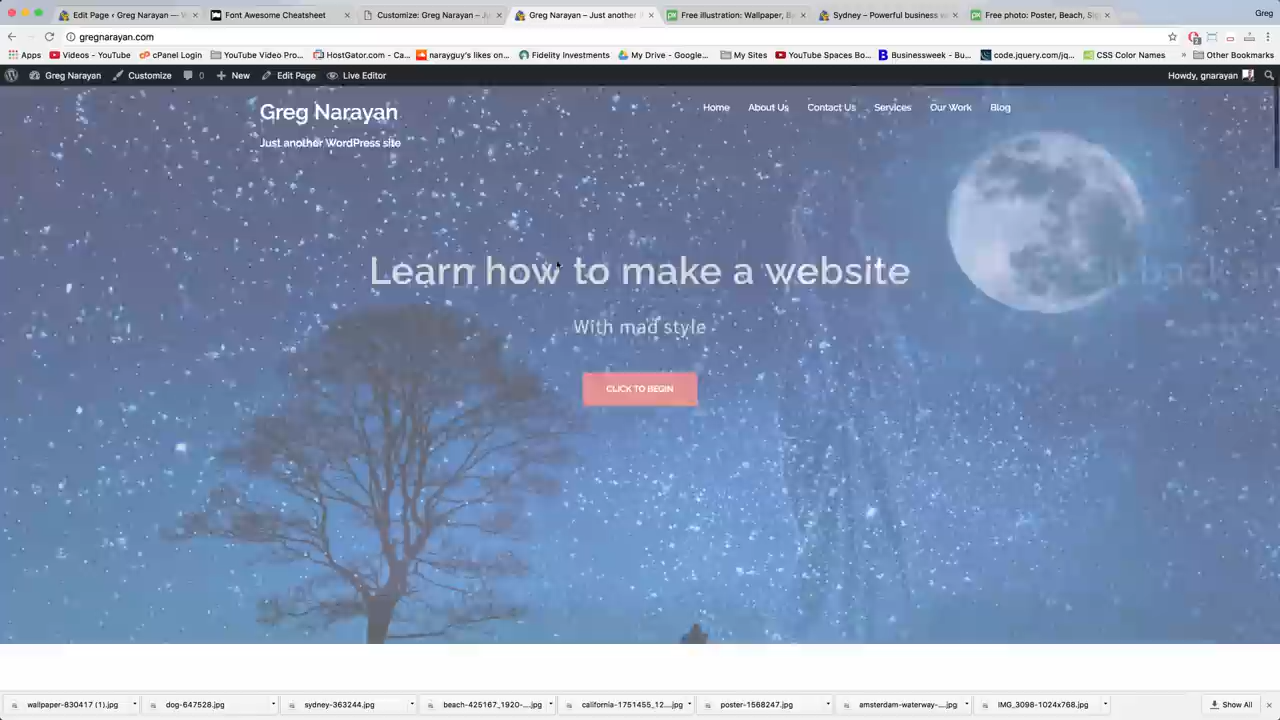 Edit Page ‹ Greg Narayan — W
Font Awesome Cheatsheet
Customize: Greg Narayan – Ju
Greg Narayan – Just another
Free illustration: Wallpaper, B
Sydney – Powerful business w
Free photo: Poster, Beach, Sig
Greg
gregnarayan.com
Apps
Videos - YouTube
cPanel Login
YouTube Video Pro...
HostGator.com - Ca...
narayguy's likes on...
Fidelity Investments
My Drive - Google...
My Sites
YouTube Spaces Bo...
Businessweek - Bu...
code.jquery.com/jq...
CSS Color Names
»
Other Bookmarks
Greg Narayan
Customize
0
New
Edit Page
Live Editor
Howdy, gnarayan
Greg Narayan
Just another WordPress site
Home
About Us
Contact Us
Services
Our Work
Blog
Learn how to make a website
With mad style
CLICK TO BEGIN
wallpaper-830417 (1).jpg
dog-647528.jpg
sydney-363244.jpg
beach-425167_1920-....jpg
california-1751455_12....jpg
poster-1568247.jpg
amsterdam-waterway-....jpg
IMG_3098-1024x768.jpg
Show All